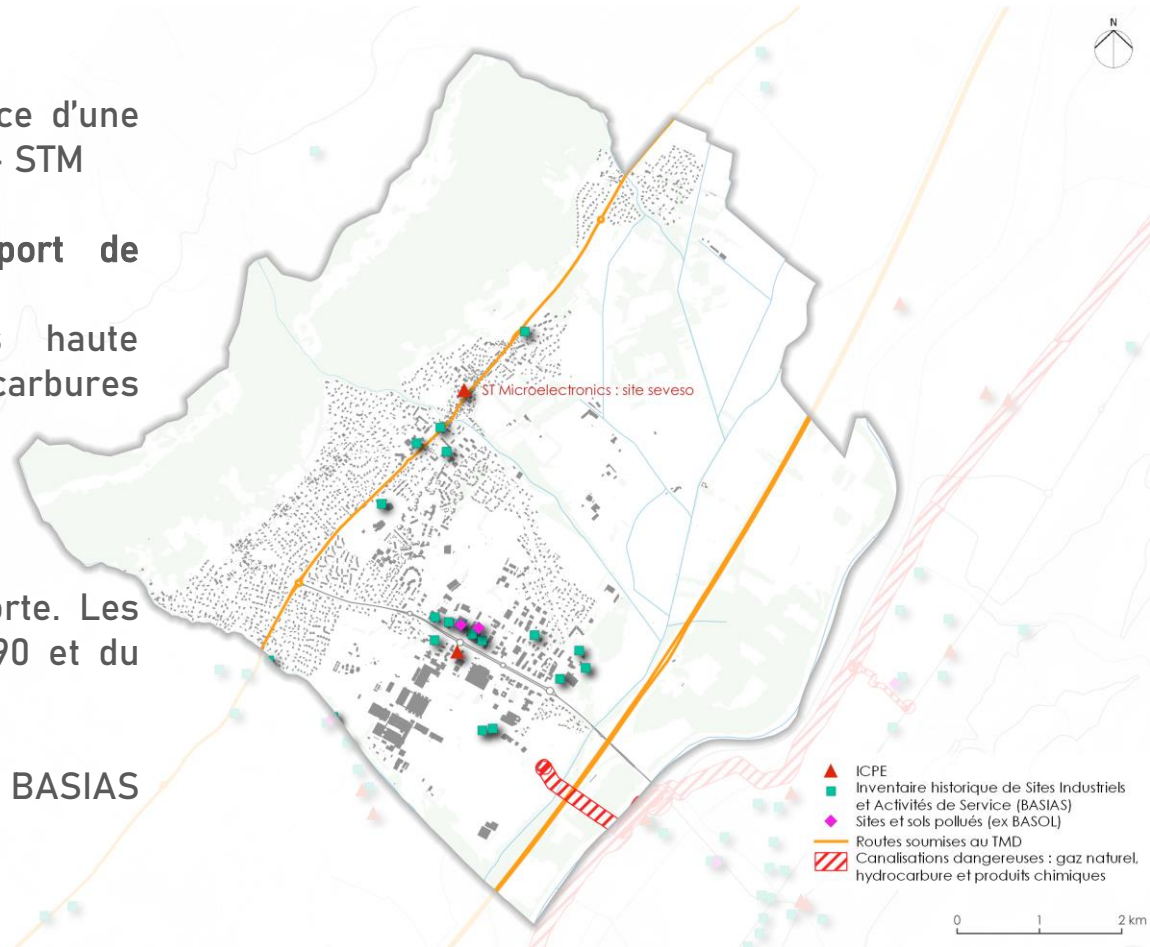 ce d'une
STM
port de
s haute
carbures
orte. Les
90 et du
BASIAS
N
ST Microelectronics : site seveso
ICPE
Inventaire historique de Sites Industriels
et Activités de Service (BASIAS)
Sites et sols pollués (ex BASOL)
Routes soumises au TMD
Canalisations dangereuses : gaz naturel,
hydrocarbure et produits chimiques
0 1 2 km